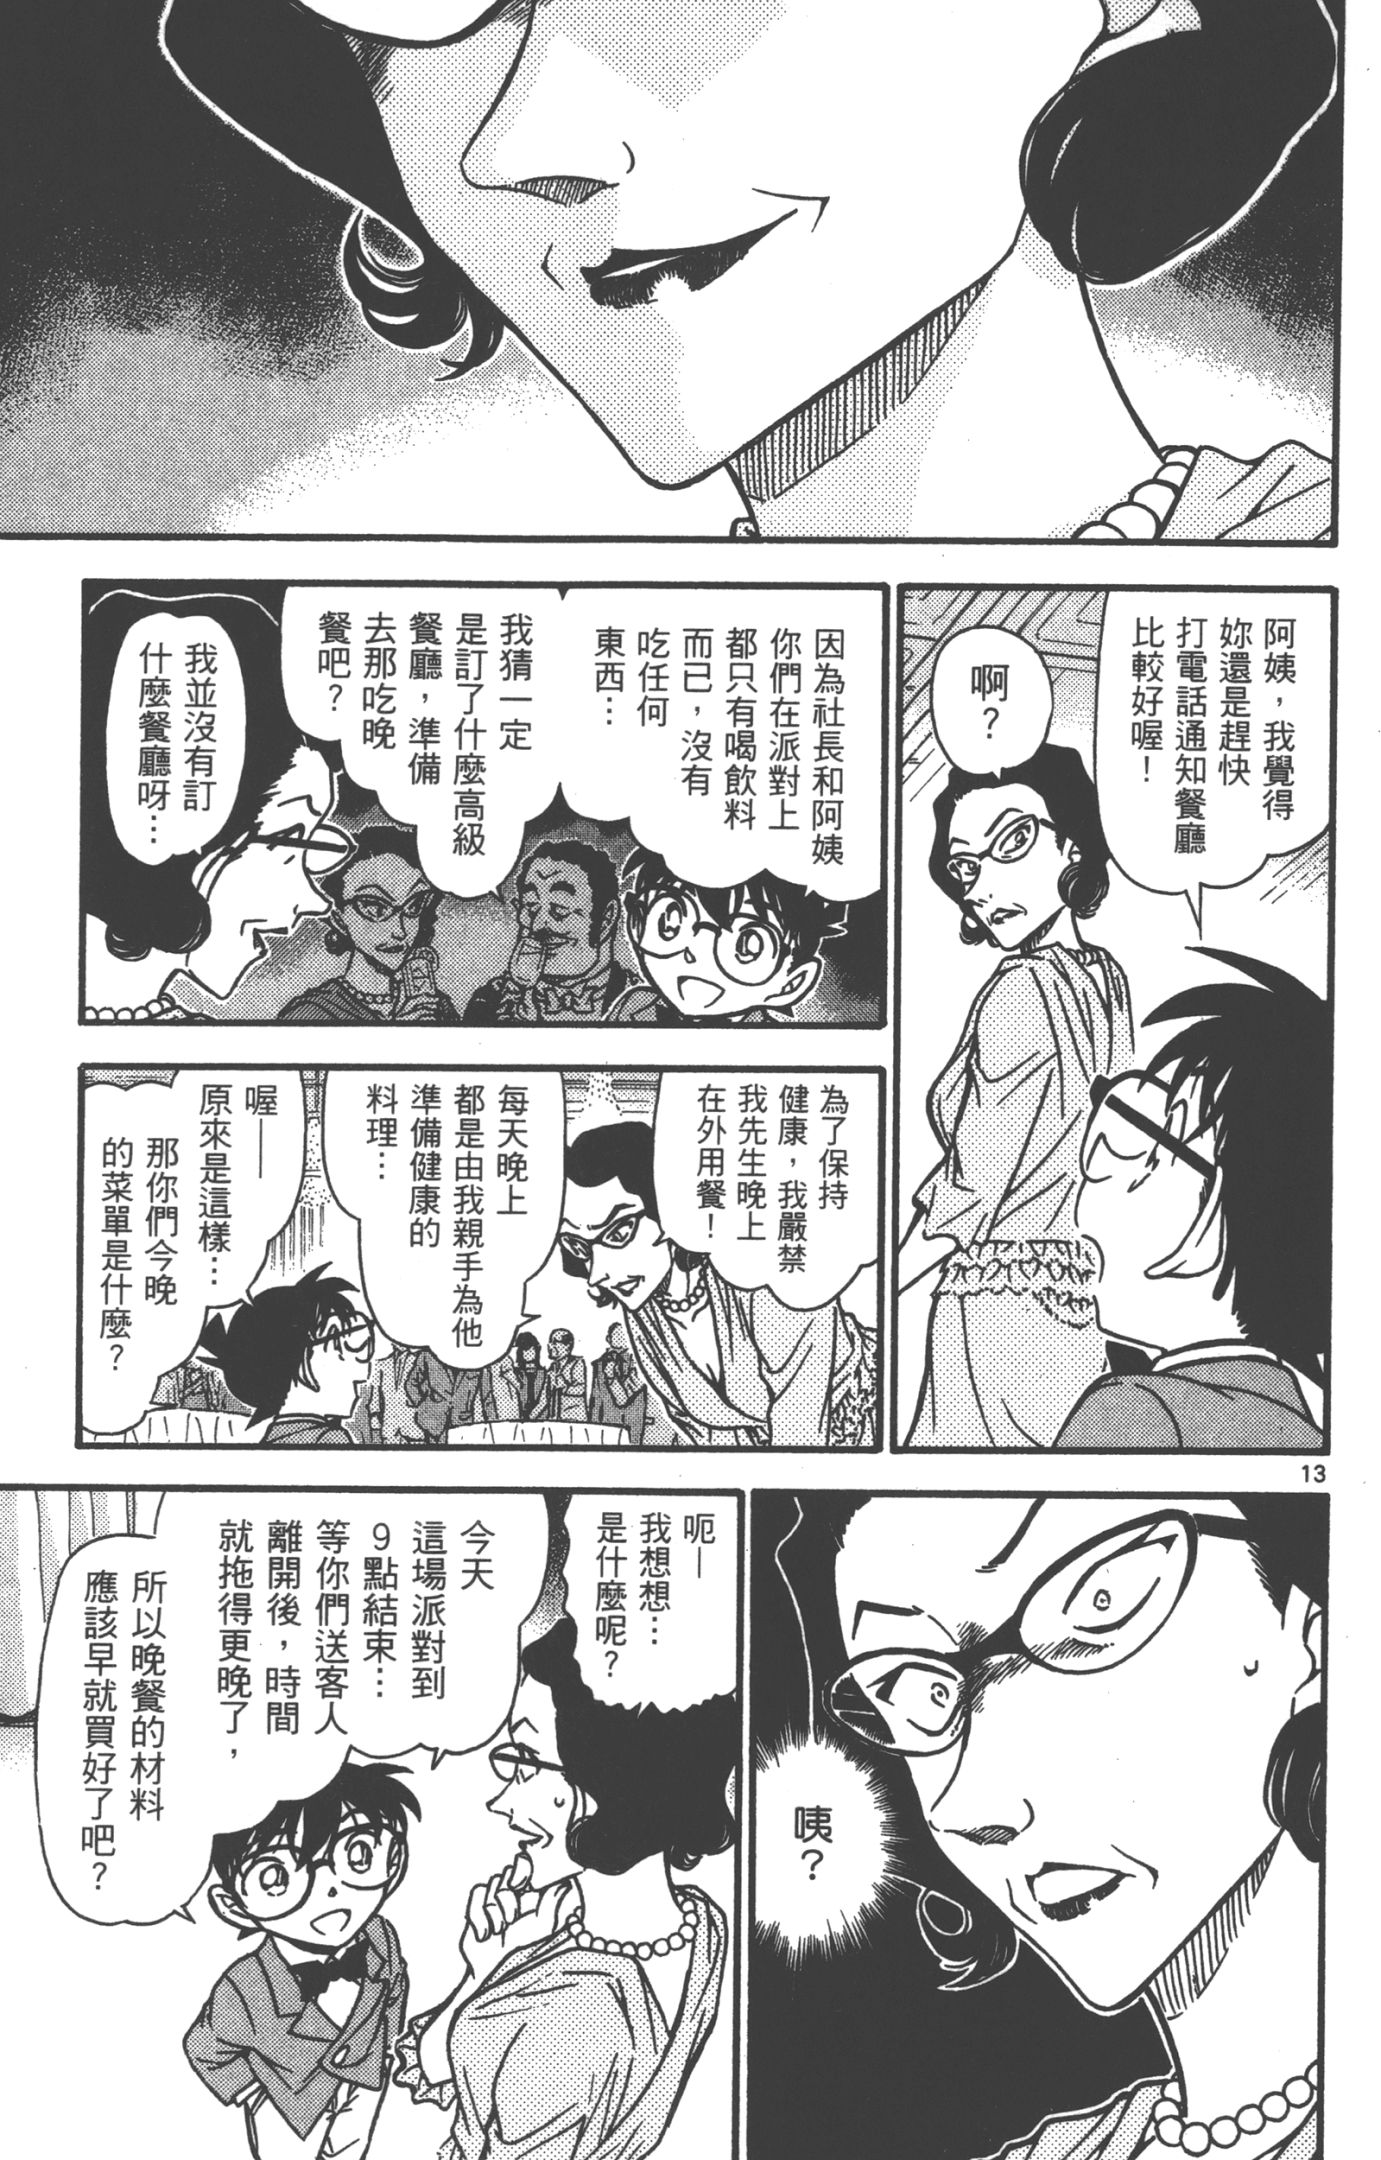 阿姨，我覺得
妳還是趕快
打電話通知餐廳
比較好喔！
啊？
因為社長和阿姨
你們在派對上
都只有喝飲料
而已，沒有
吃任何
東西…
我猜一定
是訂了什麼高級
餐廳，準備
去那吃晚
餐吧？
我並沒有訂
什麼餐廳呀…
為了保持
健康，我嚴禁
我先生晚上
在外用餐！
每天晚上
都是由我親手為他
準備健康的
料理…
喔—
原來是這樣…
那你們今晚
的菜單是什麼？
13
咦？
呃—
我想想…
是什麼呢？
今天
這場派對到
9點結束…
等你們送客人
離開後，時間
就拖得更晚了，
所以晚餐的材料
應該早就買好了吧？